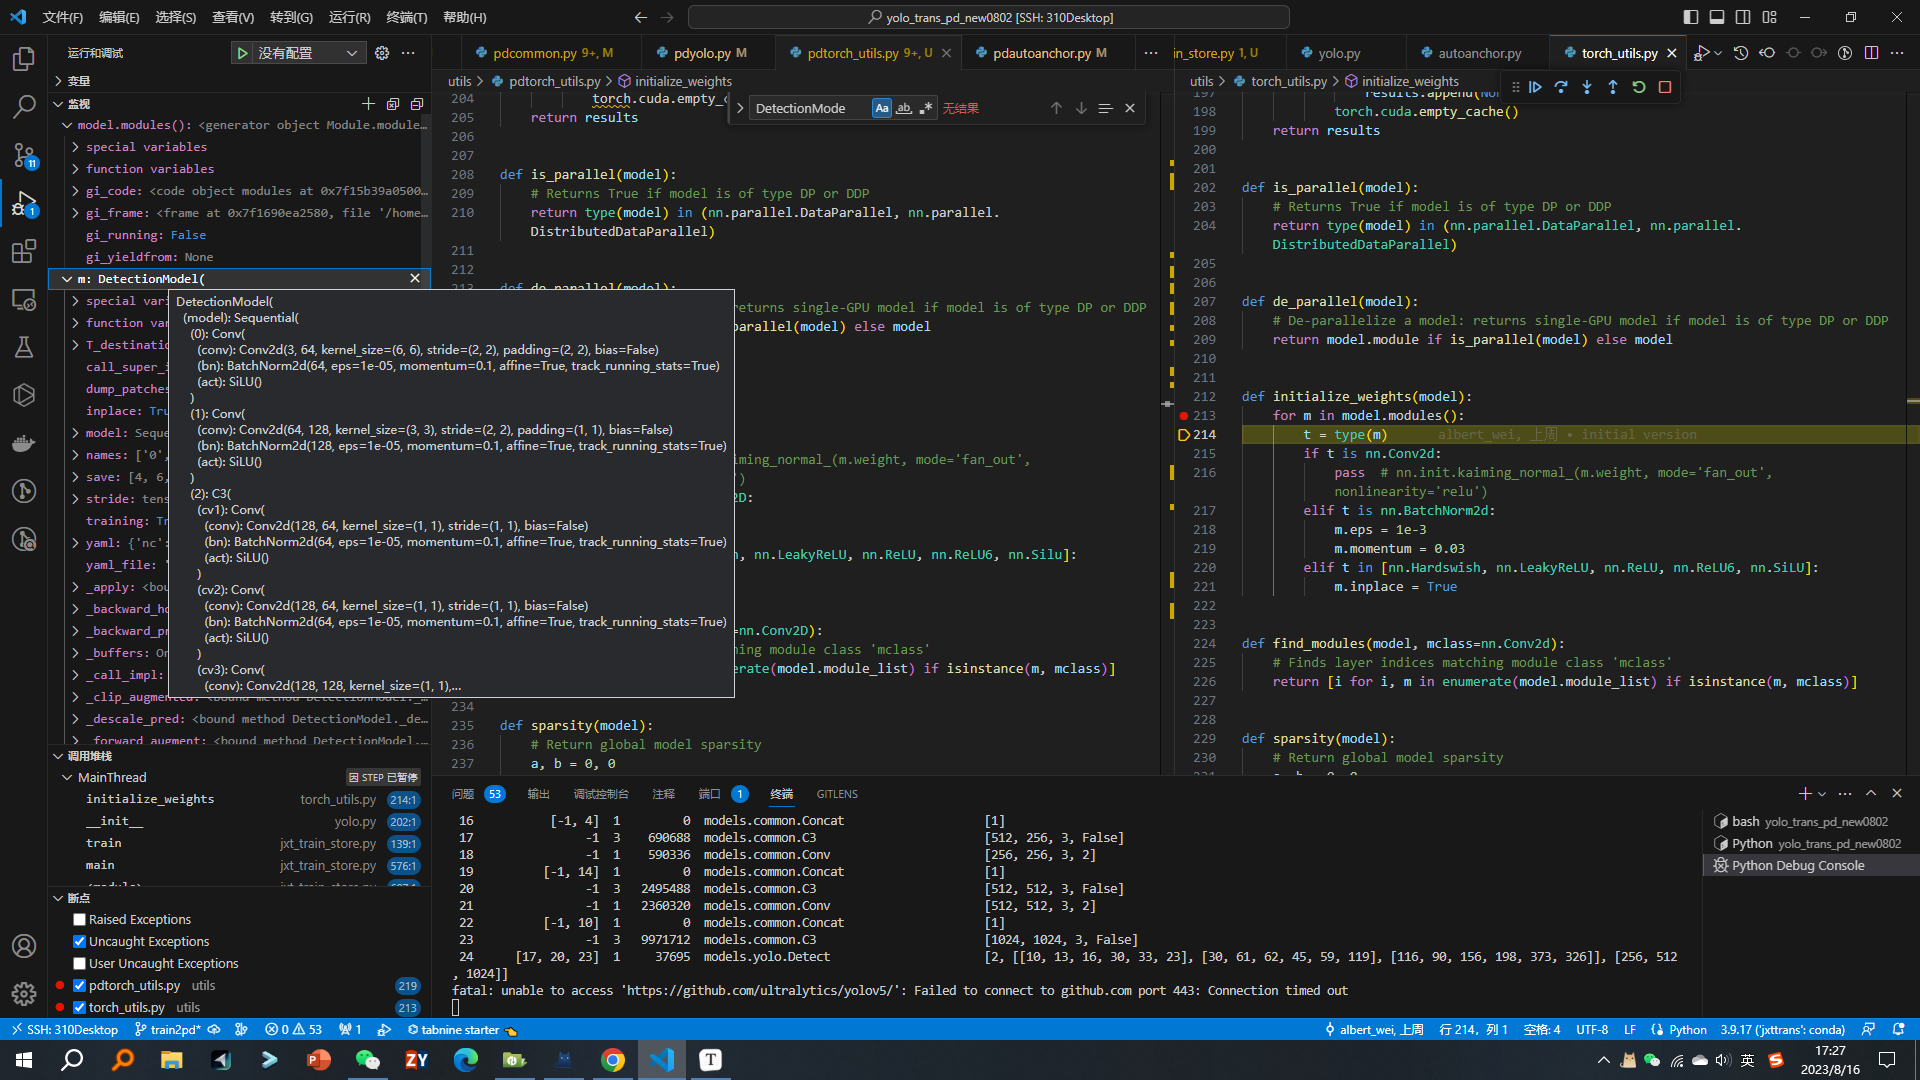 文件(F) 编辑(E) 选择(S) 查看(V) 转到(G) 运行(R) 终端(T) 帮助(H)
yolo_trans_pd_new0802 [SSH: 310Desktop]
运行和调试
没有配置
变量
监视
model.modules(): <generator object Module.module…
special variables
function variables
gi_code: <code object modules at 0x7f15b39a0500…
gi_frame: <frame at 0x7f1690ea2580, file '/home…
gi_running: False
gi_yieldfrom: None
m: DetectionModel(
special vari
function var
T_destinatio
call_super_i
dump_patches
inplace: Tru
model: Seque
names: ['0',
save: [4, 6,
stride: tens
training: Tr
yaml: {'nc':
yaml_file: '
_apply: <bou
_backward_ho
_backward_pr
_buffers: Or
_call_impl:
_clip_augmented: <bound method DetectionModel._…
_descale_pred: <bound method DetectionModel._de…
_forward_augment: <bound method DetectionModel.…
DetectionModel(
(model): Sequential(
(0): Conv(
(conv): Conv2d(3, 64, kernel_size=(6, 6), stride=(2, 2), padding=(2, 2), bias=False)
(bn): BatchNorm2d(64, eps=1e-05, momentum=0.1, affine=True, track_running_stats=True)
(act): SiLU()
)
(1): Conv(
(conv): Conv2d(64, 128, kernel_size=(3, 3), stride=(2, 2), padding=(1, 1), bias=False)
(bn): BatchNorm2d(128, eps=1e-05, momentum=0.1, affine=True, track_running_stats=True)
(act): SiLU()
)
(2): C3(
(cv1): Conv(
(conv): Conv2d(128, 64, kernel_size=(1, 1), stride=(1, 1), bias=False)
(bn): BatchNorm2d(64, eps=1e-05, momentum=0.1, affine=True, track_running_stats=True)
(act): SiLU()
)
(cv2): Conv(
(conv): Conv2d(128, 64, kernel_size=(1, 1), stride=(1, 1), bias=False)
(bn): BatchNorm2d(64, eps=1e-05, momentum=0.1, affine=True, track_running_stats=True)
(act): SiLU()
)
(cv3): Conv(
(conv): Conv2d(128, 128, kernel_size=(1, 1),...
调用堆栈
MainThread 因 STEP 已暂停
initialize_weights torch_utils.py 214:1
__init__ yolo.py 202:1
train jxt_train_store.py 139:1
main jxt_train_store.py 576:1
断点
Raised Exceptions
Uncaught Exceptions
User Uncaught Exceptions
pdtorch_utils.py utils 219
torch_utils.py utils 213
pdcommon.py 9+, M pdyolo.py M pdtorch_utils.py 9+, U pdautoanchor.py M
utils > pdtorch_utils.py > initialize_weights
DetectionMode Aa ab 无结果
204 torch.cuda.empty_c
205 return results
206
207
208 def is_parallel(model):
209 # Returns True if model is of type DP or DDP
210 return type(model) in (nn.parallel.DataParallel, nn.parallel.
DistributedDataParallel)
211
212
213 def de_parallel(model):
returns single-GPU model if model is of type DP or DDP
parallel(model) else model
iming_normal_(m.weight, mode='fan_out',
')
2D:
, nn.LeakyReLU, nn.ReLU, nn.ReLU6, nn.Silu]:
=nn.Conv2D):
ning module class 'mclass'
erate(model.module_list) if isinstance(m, mclass)]
234
235 def sparsity(model):
236 # Return global model sparsity
237 a, b = 0, 0
in_store.py 1, U yolo.py autoanchor.py torch_utils.py
utils > torch_utils.py > initialize_weights
197 results.append(No
198 torch.cuda.empty_cache()
199 return results
200
201
202 def is_parallel(model):
203 # Returns True if model is of type DP or DDP
204 return type(model) in (nn.parallel.DataParallel, nn.parallel.
DistributedDataParallel)
205
206
207 def de_parallel(model):
208 # De-parallelize a model: returns single-GPU model if model is of type DP or DDP
209 return model.module if is_parallel(model) else model
210
211
212 def initialize_weights(model):
213 for m in model.modules():
214 t = type(m) albert_wei, 上周 • initial version
215 if t is nn.Conv2d:
216 pass # nn.init.kaiming_normal_(m.weight, mode='fan_out',
nonlinearity='relu')
217 elif t is nn.BatchNorm2d:
218 m.eps = 1e-3
219 m.momentum = 0.03
220 elif t in [nn.Hardswish, nn.LeakyReLU, nn.ReLU, nn.ReLU6, nn.SiLU]:
221 m.inplace = True
222
223
224 def find_modules(model, mclass=nn.Conv2d):
225 # Finds layer indices matching module class 'mclass'
226 return [i for i, m in enumerate(model.module_list) if isinstance(m, mclass)]
227
228
229 def sparsity(model):
230 # Return global model sparsity
231 a, b = 0, 0
问题 53 输出 调试控制台 注释 端口 1 终端 GITLENS
16 [-1, 4] 1 0 models.common.Concat [1]
17 -1 3 690688 models.common.C3 [512, 256, 3, False]
18 -1 1 590336 models.common.Conv [256, 256, 3, 2]
19 [-1, 14] 1 0 models.common.Concat [1]
20 -1 3 2495488 models.common.C3 [512, 512, 3, False]
21 -1 1 2360320 models.common.Conv [512, 512, 3, 2]
22 [-1, 10] 1 0 models.common.Concat [1]
23 -1 3 9971712 models.common.C3 [1024, 1024, 3, False]
24 [17, 20, 23] 1 37695 models.yolo.Detect [2, [[10, 13, 16, 30, 33, 23], [30, 61, 62, 45, 59, 119], [116, 90, 156, 198, 373, 326]], [256, 512
, 1024]]
fatal: unable to access 'https://github.com/ultralytics/yolov5/': Failed to connect to github.com port 443: Connection timed out
bash yolo_trans_pd_new0802
Python yolo_trans_pd_new0802
Python Debug Console
11
1
SSH: 310Desktop train2pd* 0 53 1 tabnine starter albert_wei, 上周 行 214，列 1 空格: 4 UTF-8 LF Python 3.9.17 ('jxttrans': conda)
ZY T 英 S
17:27
2023/8/16